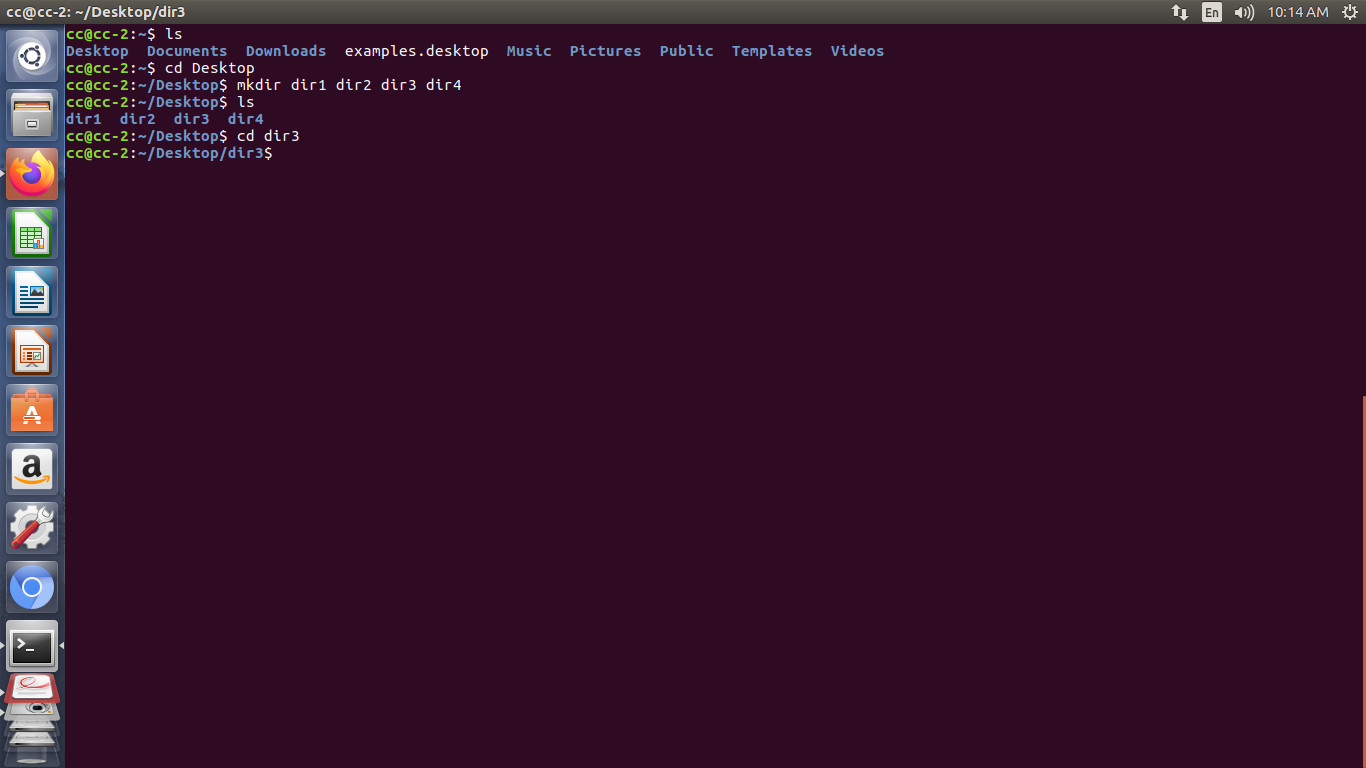 cc@cc-2: ~/Desktop/dir3
En
10:14 AM
cc@cc-2:~$ ls
Desktop  Documents  Downloads  examples.desktop  Music  Pictures  Public  Templates  Videos
cc@cc-2:~$ cd Desktop
cc@cc-2:~/Desktop$ mkdir dir1 dir2 dir3 dir4
cc@cc-2:~/Desktop$ ls
dir1  dir2  dir3  dir4
cc@cc-2:~/Desktop$ cd dir3
cc@cc-2:~/Desktop/dir3$
A
a
>_